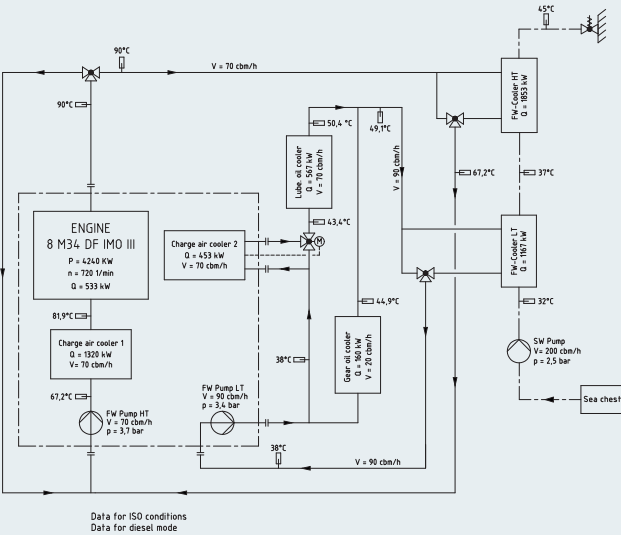 45°C
90°C
V = 70 cbm/h
FW-Cooler HT
Q = 1853 kW
90°C
50,4 °C
49,1°C
Lube. oil cooler
Q = 567 kW
V = 70 cbm/h
V = 90 cbm/h
67,2°C
37°C
ENGINE
8 M34 DF IMO III
P = 4240 KW
n = 720 1/min
Q = 533 kW
43,4°C
Charge air cooler 2
Q = 453 kW
V = 70 cbm/h
M
FW-Cooler LT
Q = 1167 kW
81,9°C
44,9°C
32°C
Charge air cooler 1
Q = 1320 kW
V= 70 cbm/h
Gear oil cooler
Q = 160 kW
V = 20 cbm/h
38°C
SW Pump
V= 200 cbm/h
p = 2,5 bar
67,2°C
FW Pump HT
V = 70 cbm/h
p = 3,7 bar
FW Pump LT
V = 90 cbm/h
p = 3,4 bar
Sea chest
38°C
V = 90 cbm/h
Data for ISO conditions
Data for diesel mode